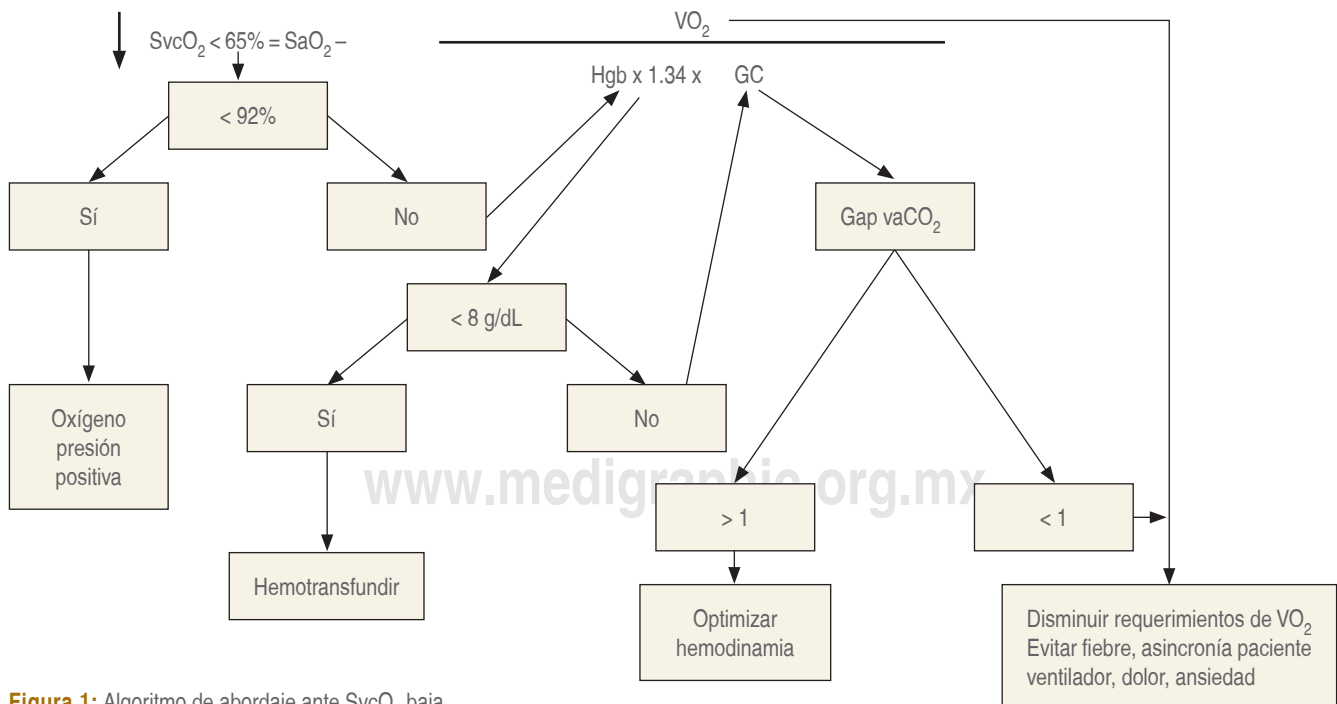 VO₂
SvcO₂ < 65% = SaO₂ –
Hgb x 1.34 x GC
< 92%
Sí
No
Gap vaCO₂
< 8 g/dL
Oxígeno
presión
positiva
Sí
No
www.medigraphic.org.mx
> 1
< 1
Hemotransfundir
Optimizar
hemodinamia
Disminuir requerimientos de VO₂
Evitar fiebre, asincronía paciente
ventilador, dolor, ansiedad
Figura 1: Algoritmo de abordaje ante SvcO₂ baja